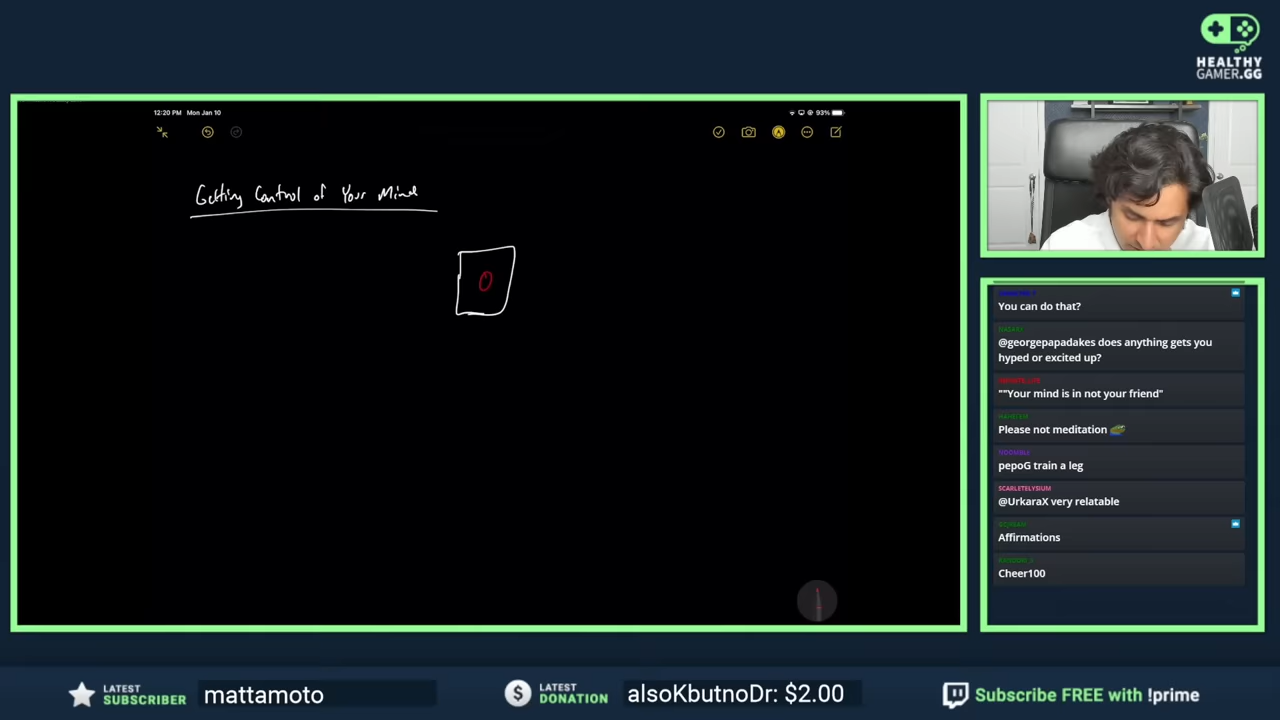 HEALTHY
GAMER.GG
12:20 PM Mon Jan 10
93%
Getting Control of Your Mind
0
You can do that?
@georgepapadakes does anything gets you
hyped or excited up?
""Your mind is in not your friend"
Please not meditation
pepoG train a leg
SCARLETELYSIUM
@UrkaraX very relatable
Affirmations
Cheer100
LATEST
SUBSCRIBER
mattamoto
LATEST
DONATION
alsoKbutnoDr: $2.00
Subscribe FREE with !prime